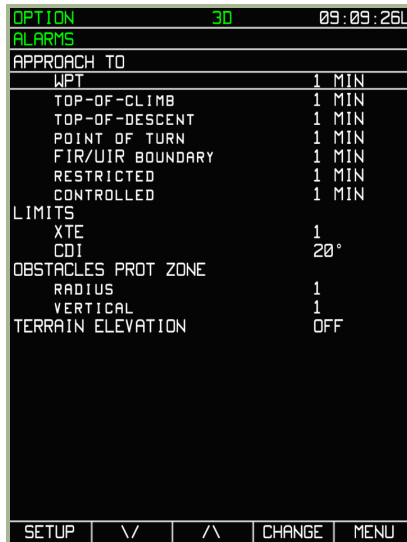 OPTION 3D 09:09:26L
ALARMS
APPROACH TO
WPT 1 MIN
TOP-OF-CLIMB 1 MIN
TOP-OF-DESCENT 1 MIN
POINT OF TURN 1 MIN
FIR/UIR BOUNDARY 1 MIN
RESTRICTED 1 MIN
CONTROLLED 1 MIN
LIMITS
XTE 1
CDI 20°
OBSTACLES PROT ZONE
RADIUS 1
VERTICAL 1
TERRAIN ELEVATION OFF
SETUP \/ /\ CHANGE MENU